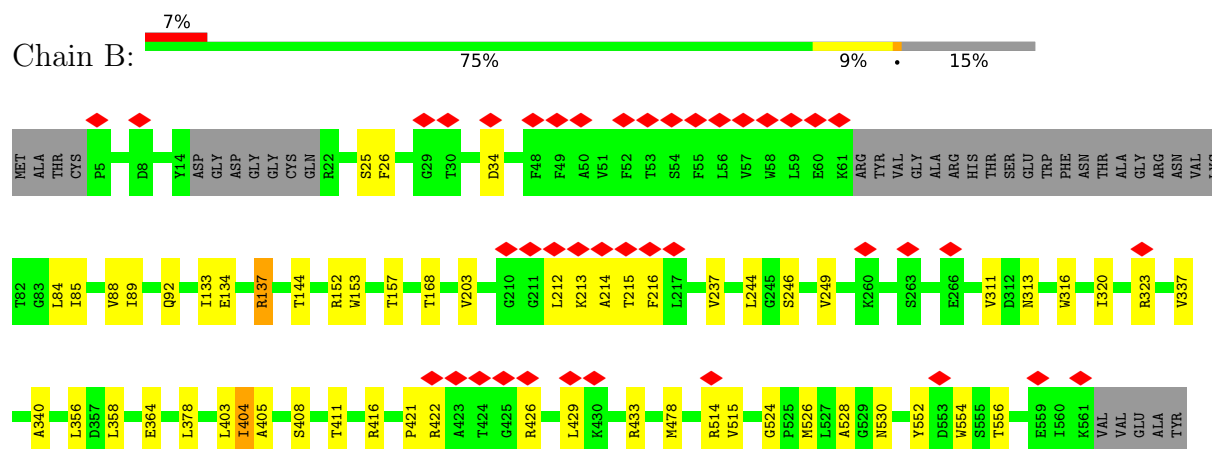 7%
Chain B:
75% 9% • 15%
MET ALA THR CYS P5 D8 Y14 ASP GLY ASP GLY GLY CYS GLN R22 S25 F26 G29 T30 D34 F48 F49 A50 V51 F52 T53 S54 F55 L56 V57 W58 L59 E60 K61 ARG TYR VAL GLY ALA ARG HIS THR SER GLU TRP PHE ASN THR ALA GLY ARG ASN VAL LYS
T82 G83 L84 I85 V88 T89 Q92 I133 E134 R137 T144 R152 W153 T157 T168 V203 G210 G211 L212 K213 A214 T215 F216 L217 V237 L244 G245 S246 V249 K260 S263 E266 V311 D312 N313 W316 I320 R323 V337
A340 L356 D357 L358 E364 L378 L403 I404 A405 S408 T411 R416 P421 R422 A423 T424 G425 R426 L429 K430 R433 M478 R514 V515 G524 P525 M526 L527 A528 G529 N530 Y552 D553 W554 S555 T556 E559 I560 K561 VAL VAL GLU ALA TYR